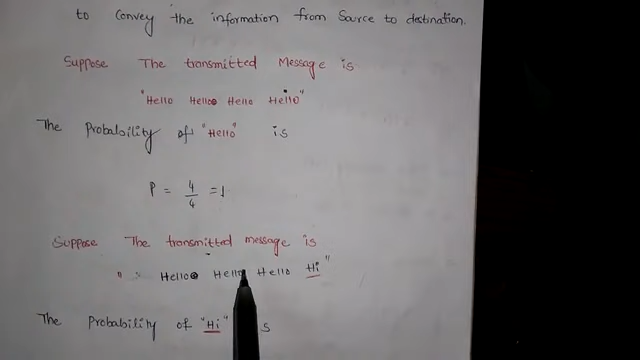 to convey the information from Source to destination.
Suppose The transmitted Message is
"Hello Hello Hello Hello"
The Probability of "Hello" is
P = 4/4 = 1
Suppose The transmitted message is
" Hello Hello Hello Hi "
The Probability of "Hi" is